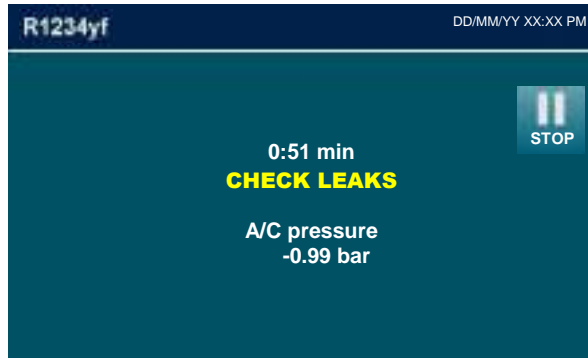 R1234yf
DD/MM/YY XX:XX PM
STOP
0:51 min
CHECK LEAKS
A/C pressure
-0.99 bar